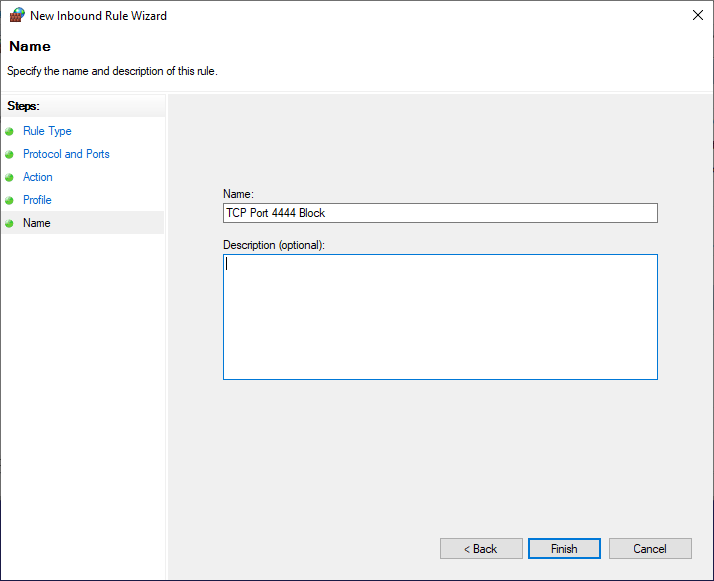 New Inbound Rule Wizard
Name
Specify the name and description of this rule.
Steps:
Rule Type
Protocol and Ports
Action
Profile
Name
Name:
TCP Port 4444 Block
Description (optional):
< Back
Finish
Cancel